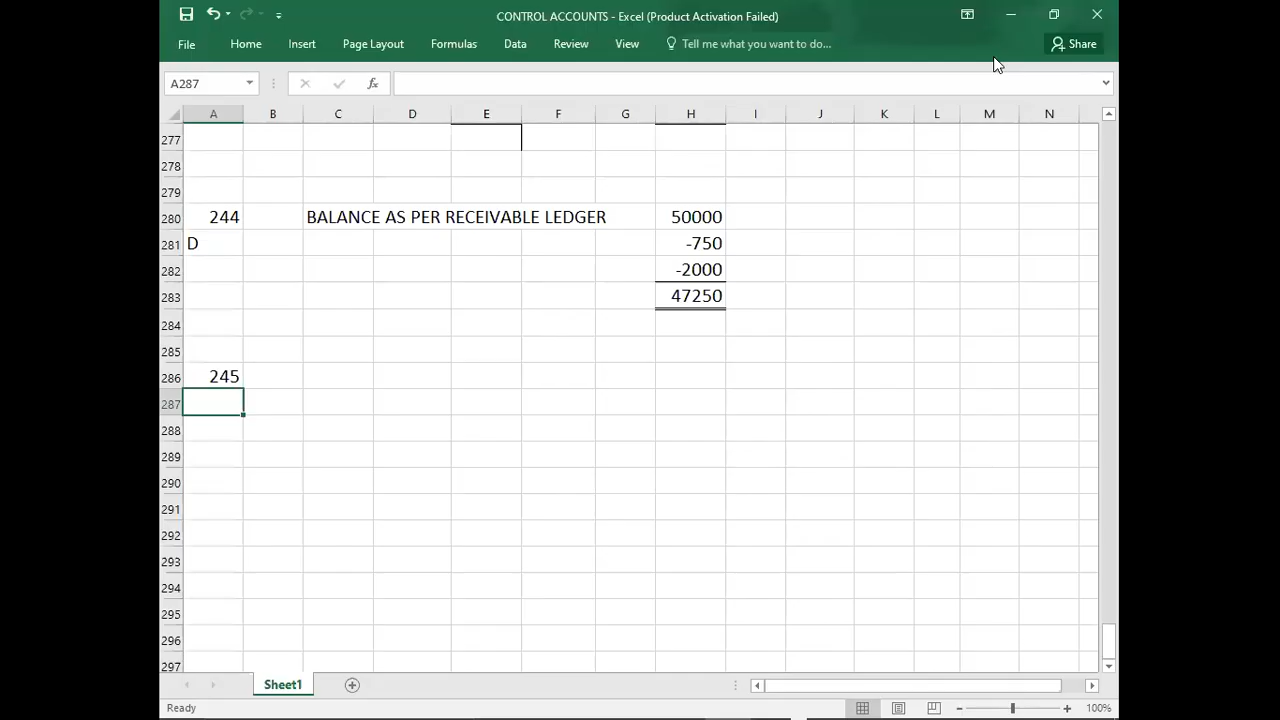 CONTROL ACCOUNTS - Excel (Product Activation Failed)
File Home Insert Page Layout Formulas Data Review View Tell me what you want to do... Share
A287 fx
A B C D E F G H I J K L M N
277
278
279
280 244 BALANCE AS PER RECEIVABLE LEDGER 50000
281 D -750
282 -2000
283 47250
284
285
286 245
287
288
289
290
291
292
293
294
295
296
297
Sheet1
Ready 100%